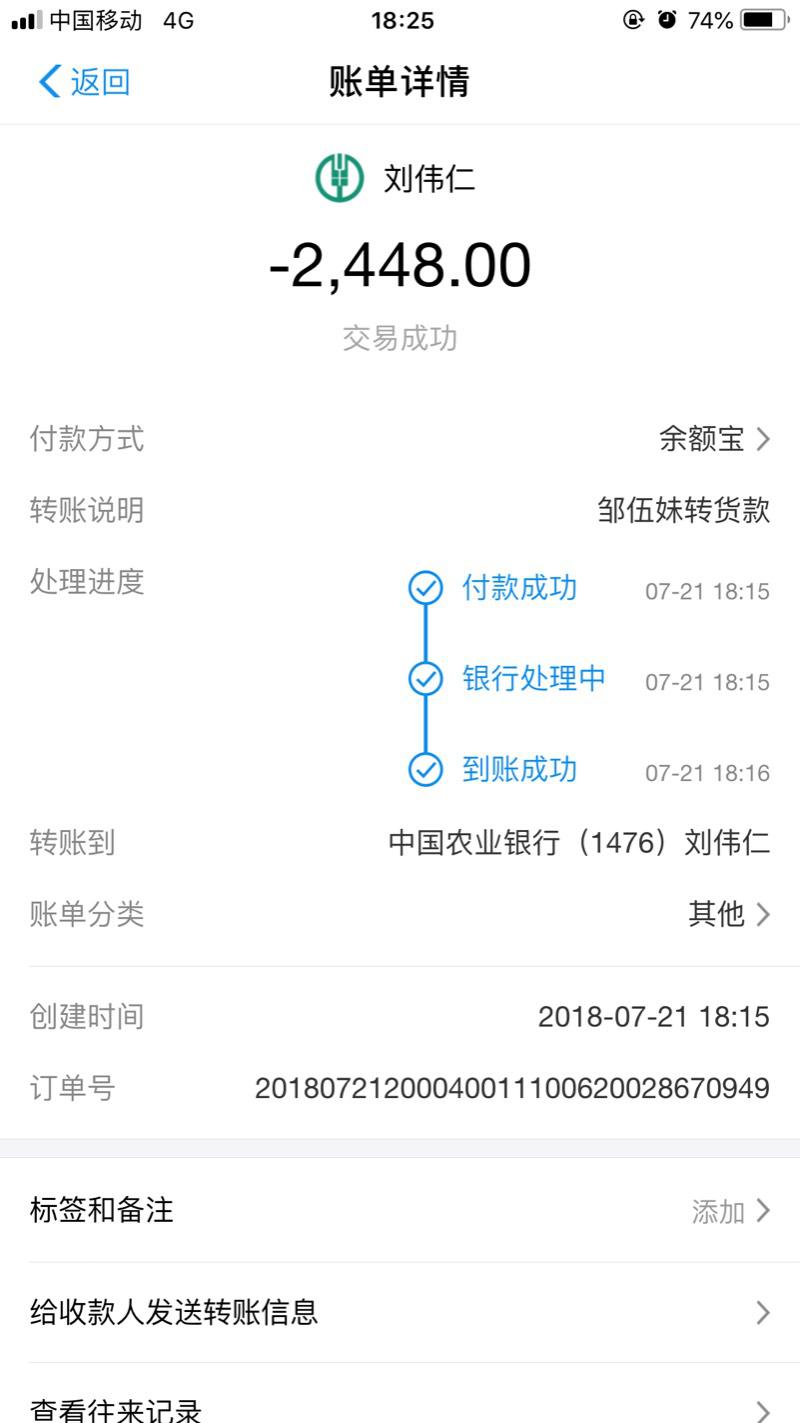 中国移动 4G 18:25 74%
返回 账单详情
刘伟仁
-2,448.00
交易成功
付款方式 余额宝
转账说明 邹伍妹转货款
处理进度 付款成功 07-21 18:15
银行处理中 07-21 18:15
到账成功 07-21 18:16
转账到 中国农业银行（1476）刘伟仁
账单分类 其他
创建时间 2018-07-21 18:15
订单号 20180721200040011100620028670949
标签和备注 添加
给收款人发送转账信息
查看往来记录